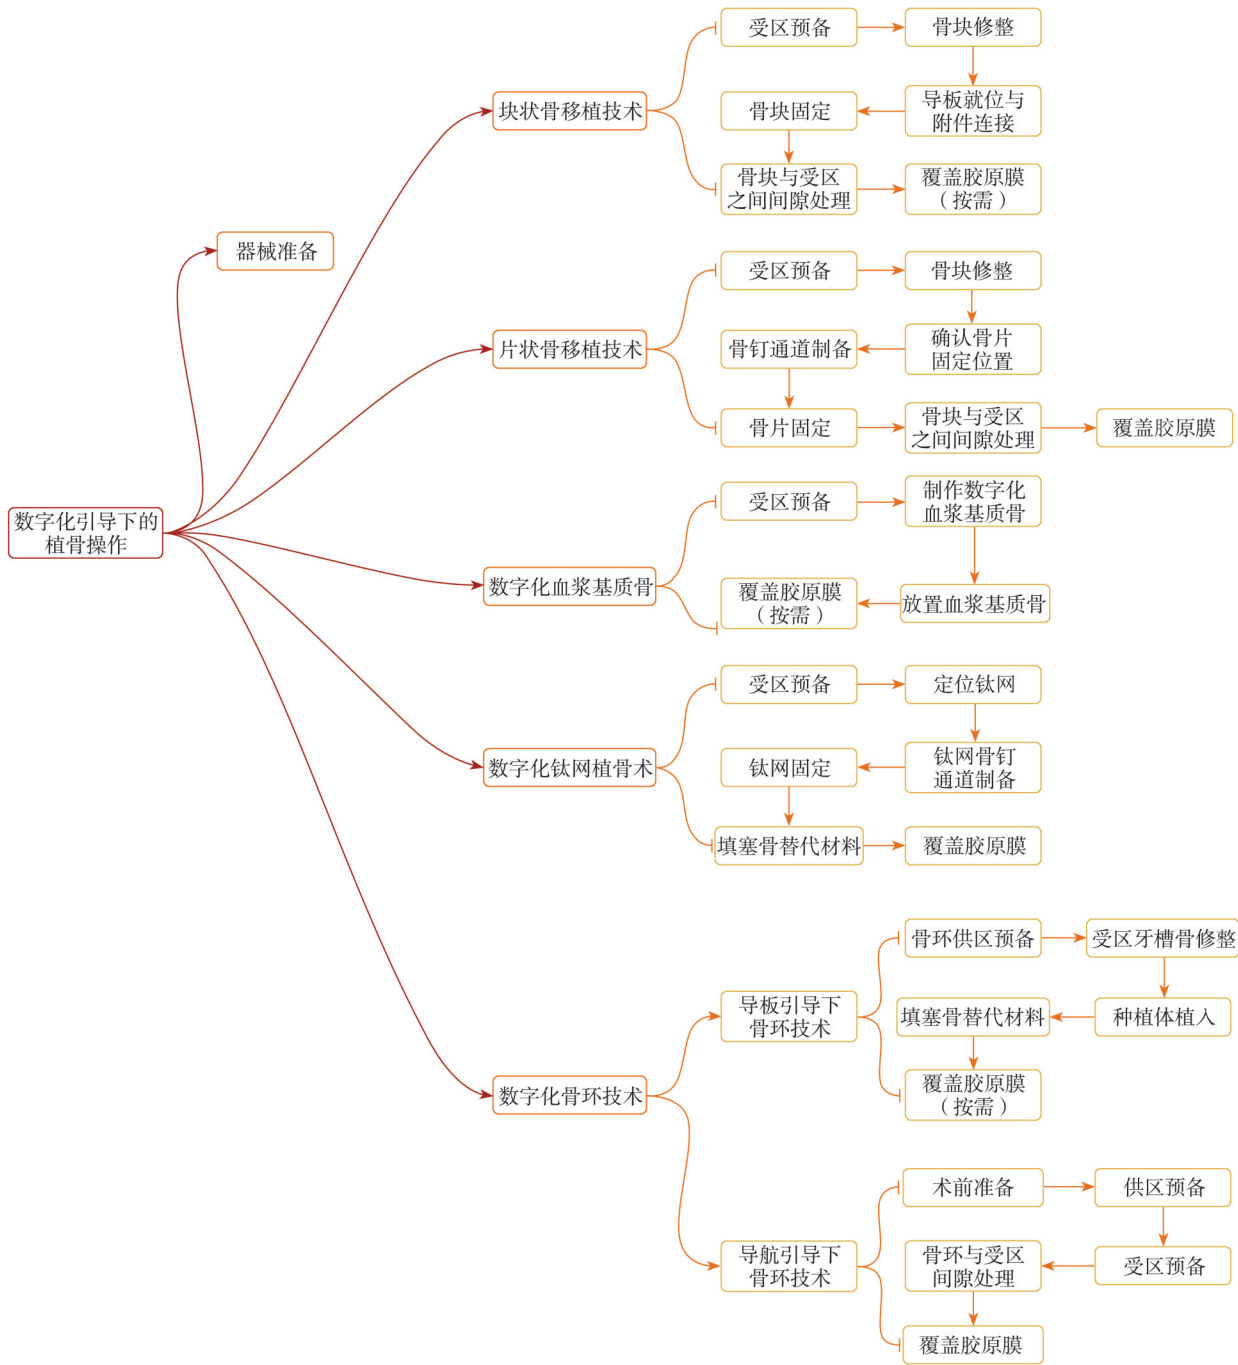 数字化引导下的
植骨操作
器械准备
块状骨移植技术
受区预备
骨块修整
导板就位与
附件连接
骨块固定
骨块与受区
之间间隙处理
覆盖胶原膜
（按需）
片状骨移植技术
受区预备
骨块修整
确认骨片
固定位置
骨钉通道制备
骨片固定
骨块与受区
之间间隙处理
覆盖胶原膜
数字化血浆基质骨
受区预备
制作数字化
血浆基质骨
放置血浆基质骨
覆盖胶原膜
（按需）
数字化钛网植骨术
受区预备
定位钛网
钛网骨钉
通道制备
钛网固定
填塞骨替代材料
覆盖胶原膜
数字化骨环技术
导板引导下
骨环技术
骨环供区预备
受区牙槽骨修整
种植体植入
填塞骨替代材料
覆盖胶原膜
（按需）
导航引导下
骨环技术
术前准备
供区预备
受区预备
骨环与受区
间隙处理
覆盖胶原膜